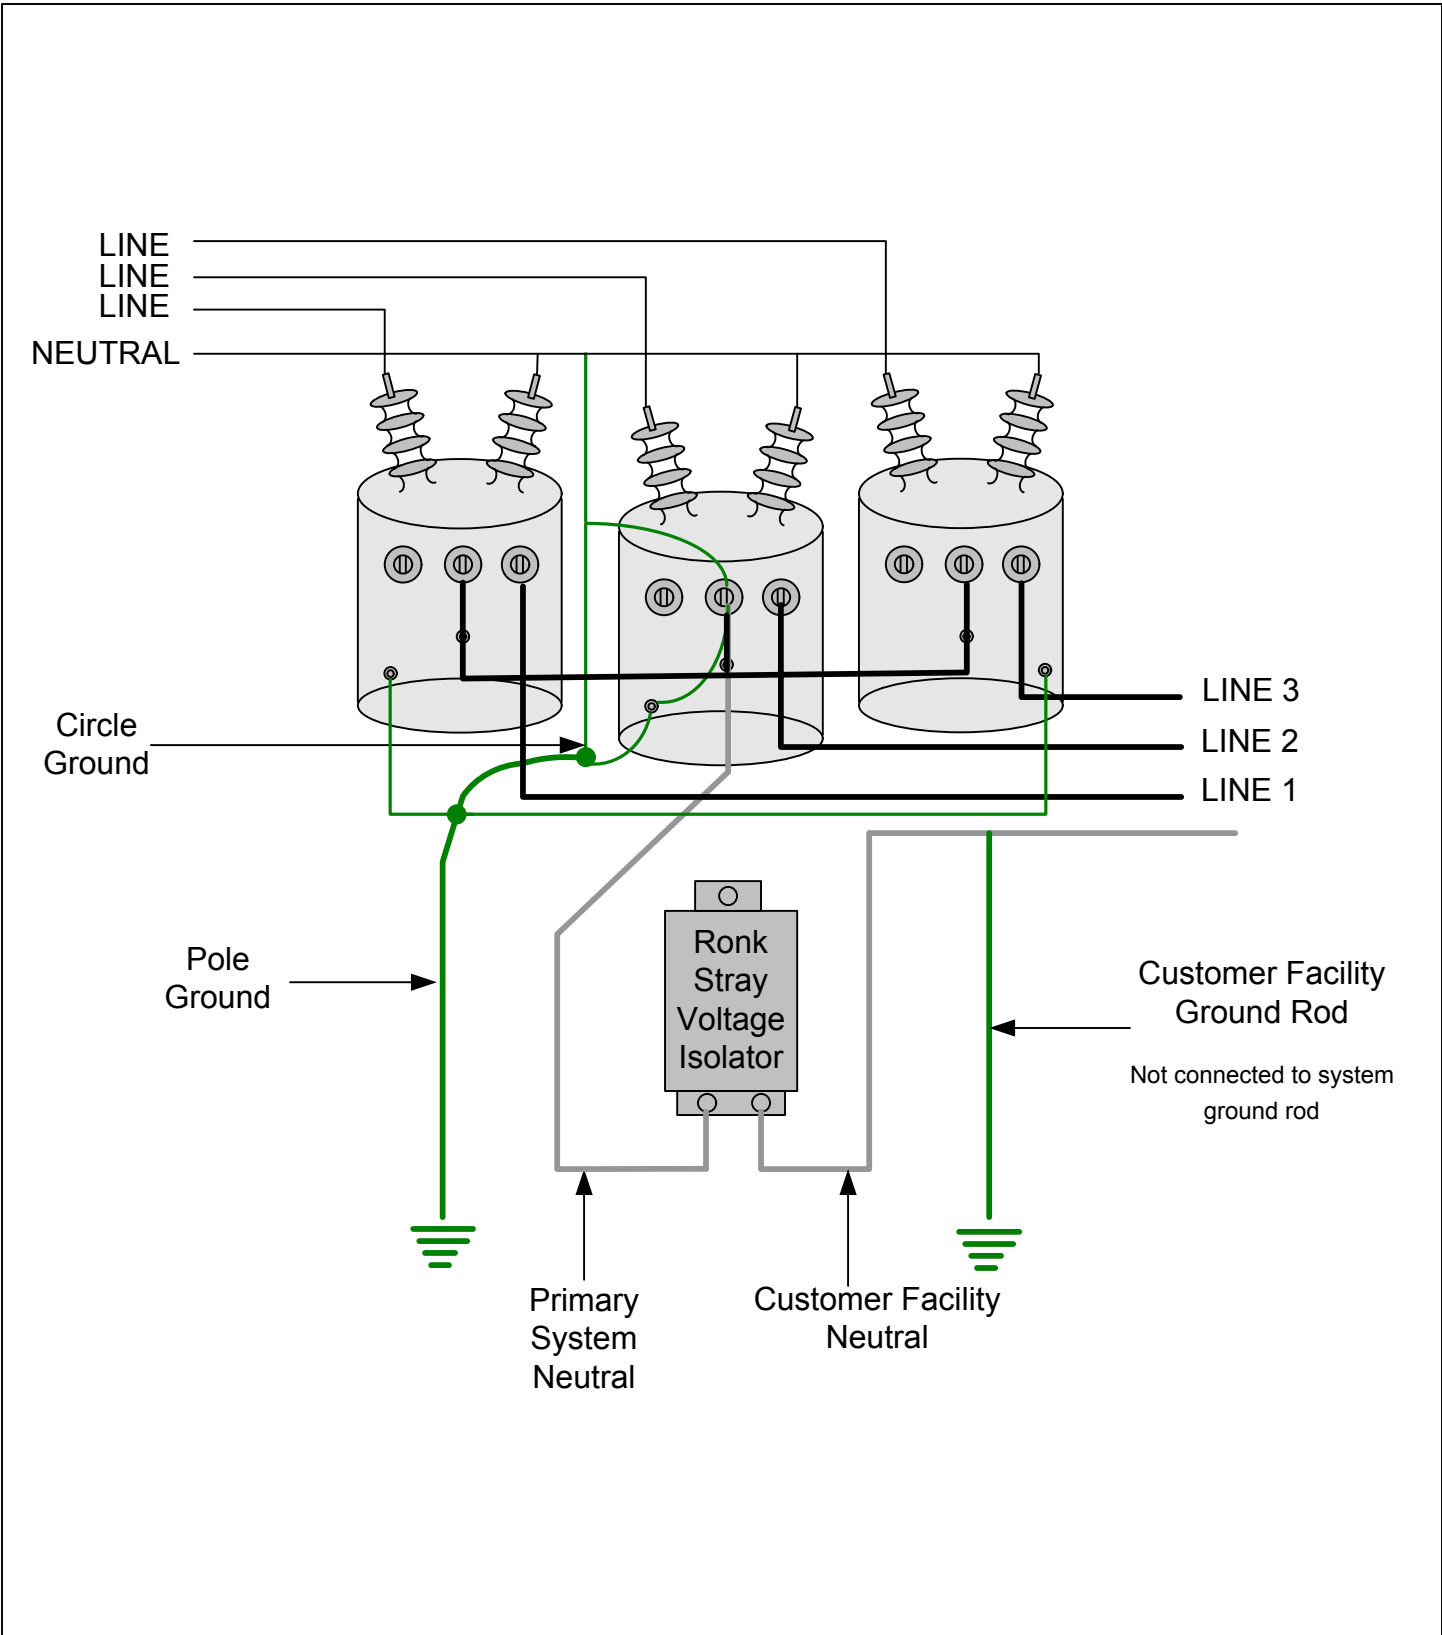 LINE
LINE
LINE
NEUTRAL
LINE 3
LINE 2
LINE 1
Circle
Ground
Pole
Ground
Ronk
Stray
Voltage
Isolator
Customer Facility
Ground Rod
Not connected to system
ground rod
Primary
System
Neutral
Customer Facility
Neutral